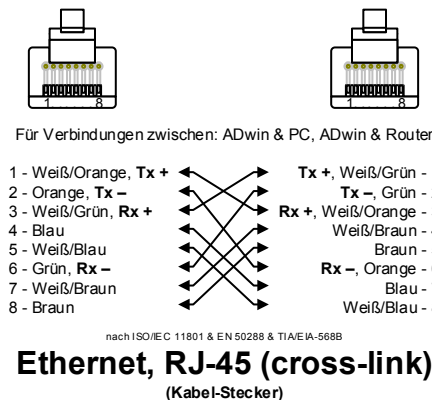 1 8 1 8
Für Verbindungen zwischen: ADwin & PC, ADwin & Router
1 - Weiß/Orange, Tx + Tx +, Weiß/Grün -
2 - Orange, Tx – Tx –, Grün -
3 - Weiß/Grün, Rx + Rx +, Weiß/Orange -
4 - Blau Weiß/Braun -
5 - Weiß/Blau Braun -
6 - Grün, Rx – Rx –, Orange -
7 - Weiß/Braun Blau -
8 - Braun Weiß/Blau -
nach ISO/IEC 11801 & EN 50288 & TIA/EIA-568B
Ethernet, RJ-45 (cross-link)
(Kabel-Stecker)